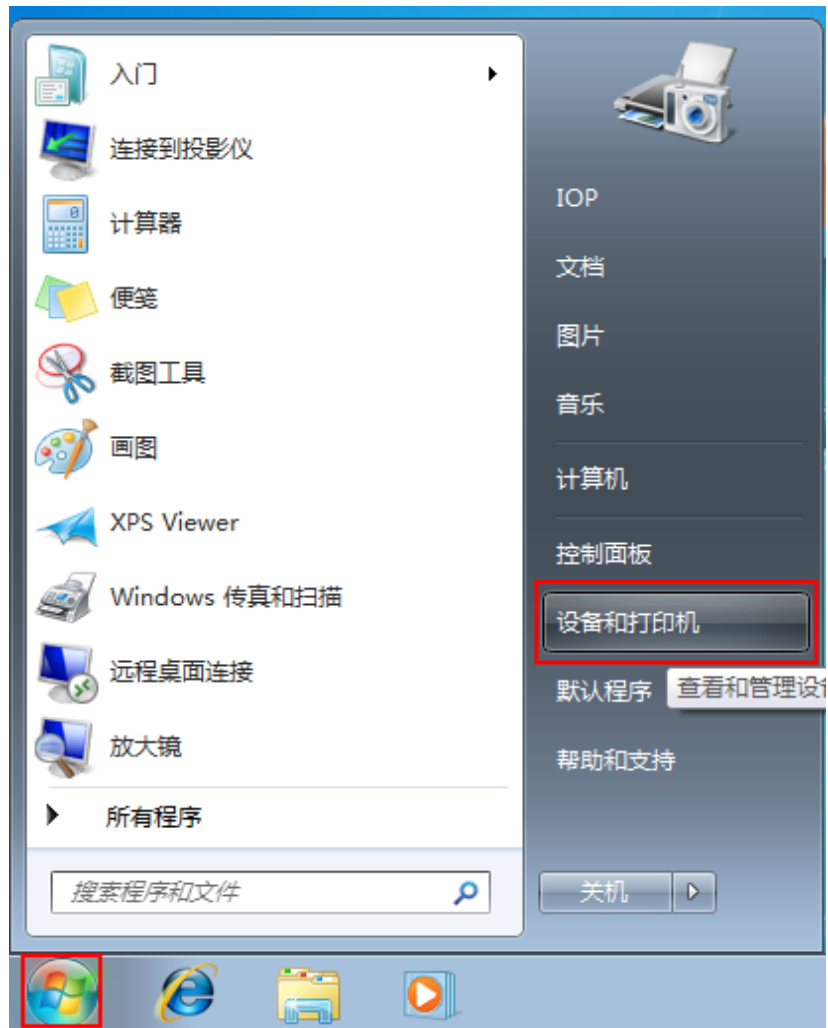 入门
连接到投影仪
计算器
便笺
截图工具
画图
XPS Viewer
Windows 传真和扫描
远程桌面连接
放大镜
所有程序
搜索程序和文件
IOP
文档
图片
音乐
计算机
控制面板
设备和打印机
默认程序
查看和管理设备
帮助和支持
关机